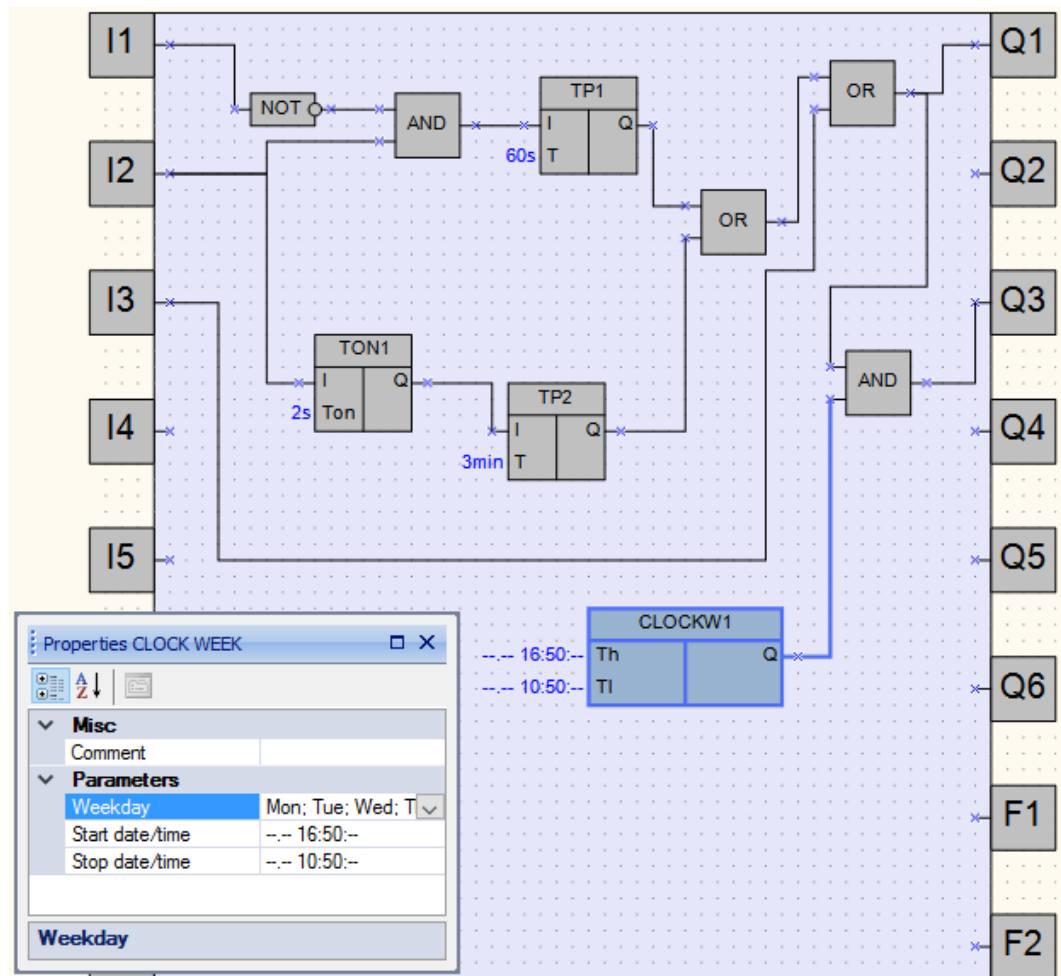 I1
Q1
NOT
AND
TP1
I
Q
60s
T
OR
I2
Q2
OR
I3
Q3
TON1
I
Q
2s
Ton
AND
TP2
I
Q
3min
T
I4
Q4
I5
Q5
CLOCKW1
--.-- 16:50:--
Th
Q
--.-- 10:50:--
Tl
Q6
F1
F2
Properties CLOCK WEEK
A
Z
Misc
Comment
Parameters
Weekday Mon; Tue; Wed; T
Start date/time --.-- 16:50:--
Stop date/time --.-- 10:50:--
Weekday